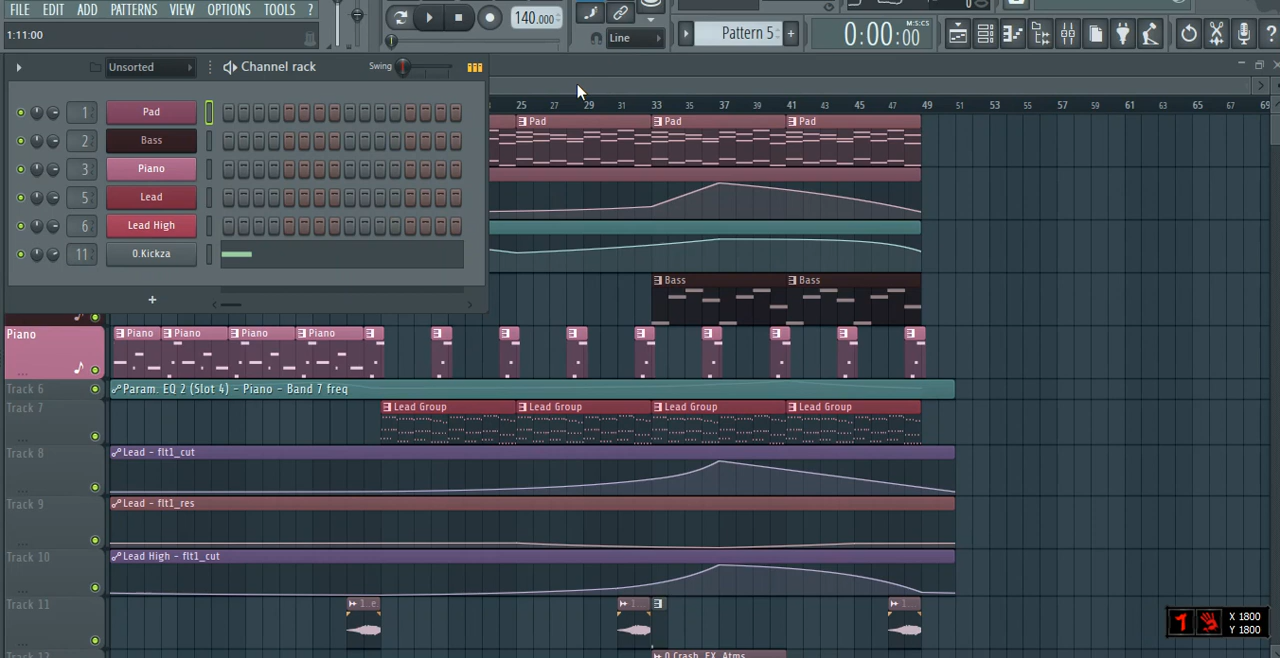 FILE EDIT ADD PATTERNS VIEW OPTIONS TOOLS ?
140.000
1:11:00
Line
Pattern 5
M:S:CS
0:00:00
?
Unsorted
Channel rack
Swing
1 Pad
2 Bass
3 Piano
5 Lead
6 Lead High
11 0.Kickza
+
25 27 29 31 33 35 37 39 41 43 45 47 49 51 53 55 57 59 61 63 65 67 69
Pad Pad Pad
Bass Bass
Piano
Piano Piano Piano Piano
Track 6
Param. EQ 2 (Slot 4) - Piano - Band 7 freq
Track 7
Lead Group Lead Group Lead Group Lead Group
Track 8
Lead - flt1_cut
Track 9
Lead - flt1_res
Track 10
Lead High - flt1_cut
Track 11
X 1800
Y 1800